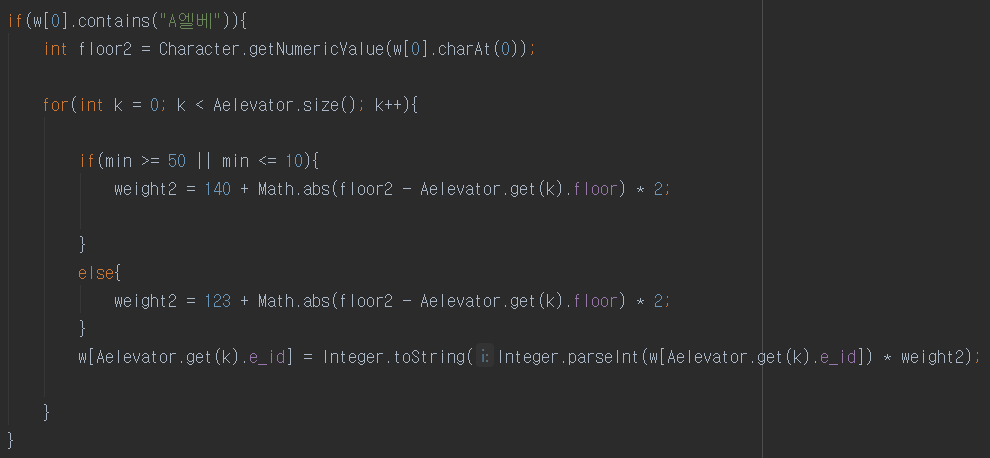 if(w[0].contains("A엘베")){
int floor2 = Character.getNumericValue(w[0].charAt(0));
for(int k = 0; k < Aelevator.size(); k++){
if(min >= 50 || min <= 10){
weight2 = 140 + Math.abs(floor2 - Aelevator.get(k).floor) * 2;
}
else{
weight2 = 123 + Math.abs(floor2 - Aelevator.get(k).floor) * 2;
}
w[Aelevator.get(k).e_id] = Integer.toString( i: Integer.parseInt(w[Aelevator.get(k).e_id]) * weight2);
}
}